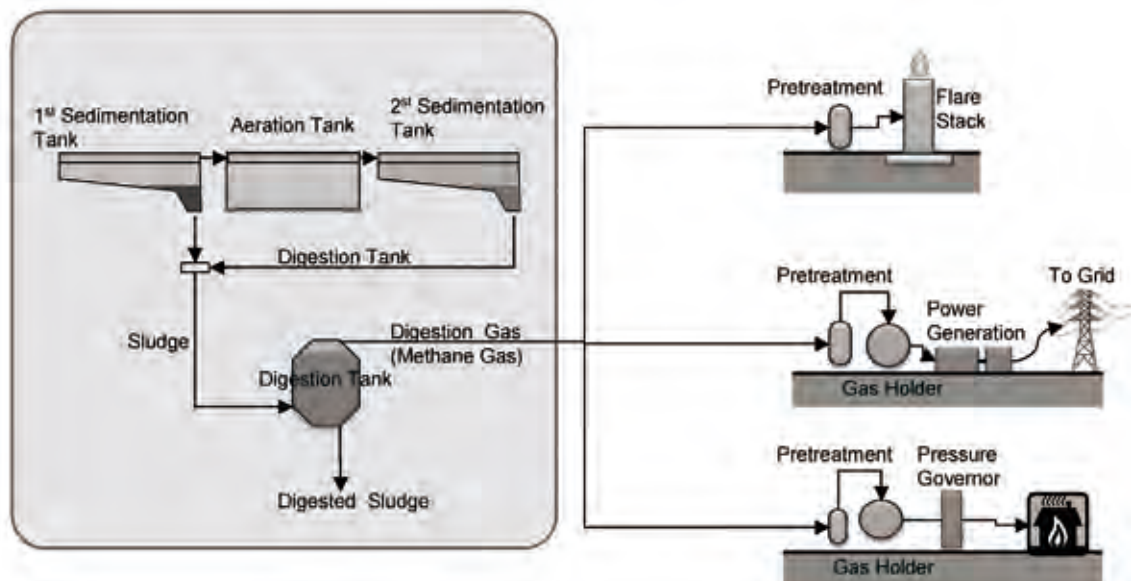 1st Sedimentation
Tank
Aeration Tank
2st Sedimentation
Tank
Digestion Tank
Sludge
Digestion Gas
(Methane Gas)
Digestion Tank
Digested Sludge
Pretreatment
Flare
Stack
Pretreatment
Power
Generation
To Grid
Gas Holder
Pretreatment
Pressure
Governor
Gas Holder